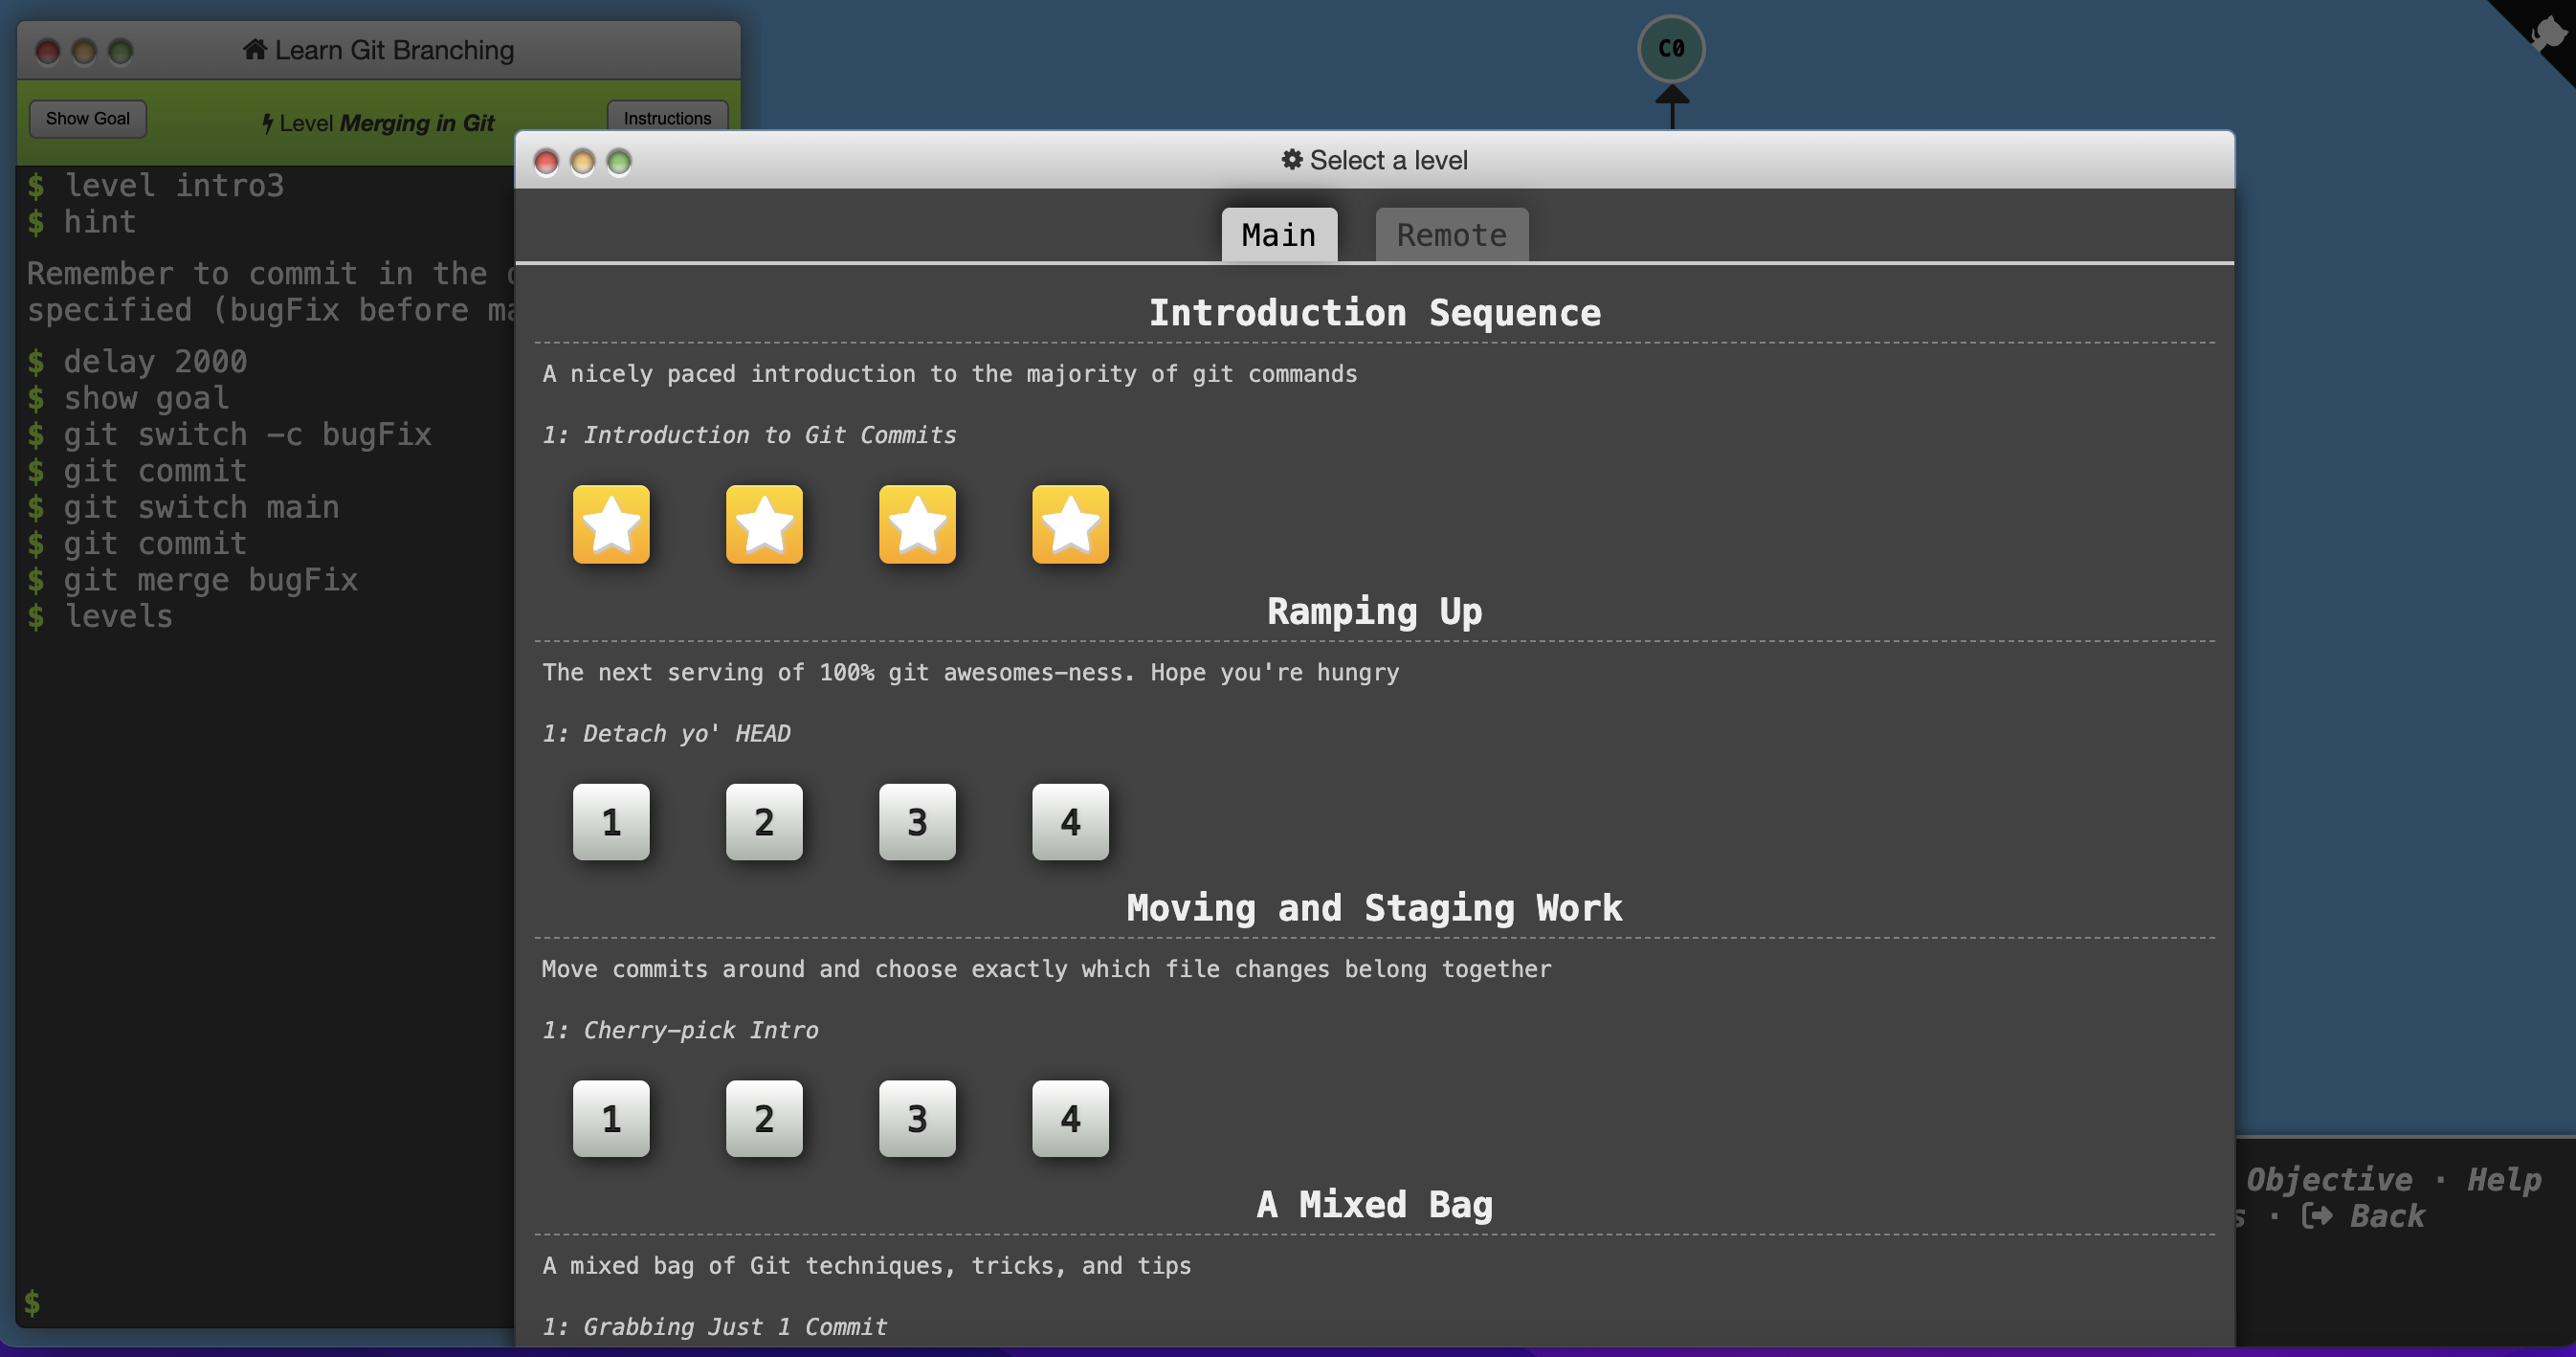 Learn Git Branching
Show Goal
Level Merging in Git
Instructions
$ level intro3
$ hint
Remember to commit in the
specified (bugFix before
$ delay 2000
$ show goal
$ git switch -c bugFix
$ git commit
$ git switch main
$ git commit
$ git merge bugFix
$ levels
$
C0
Select a level
Main
Remote
Introduction Sequence
A nicely paced introduction to the majority of git commands
1: Introduction to Git Commits
Ramping Up
The next serving of 100% git awesomes-ness. Hope you're hungry
1: Detach yo' HEAD
1 2 3 4
Moving and Staging Work
Move commits around and choose exactly which file changes belong together
1: Cherry-pick Intro
1 2 3 4
A Mixed Bag
A mixed bag of Git techniques, tricks, and tips
1: Grabbing Just 1 Commit
Objective · Help
· Back